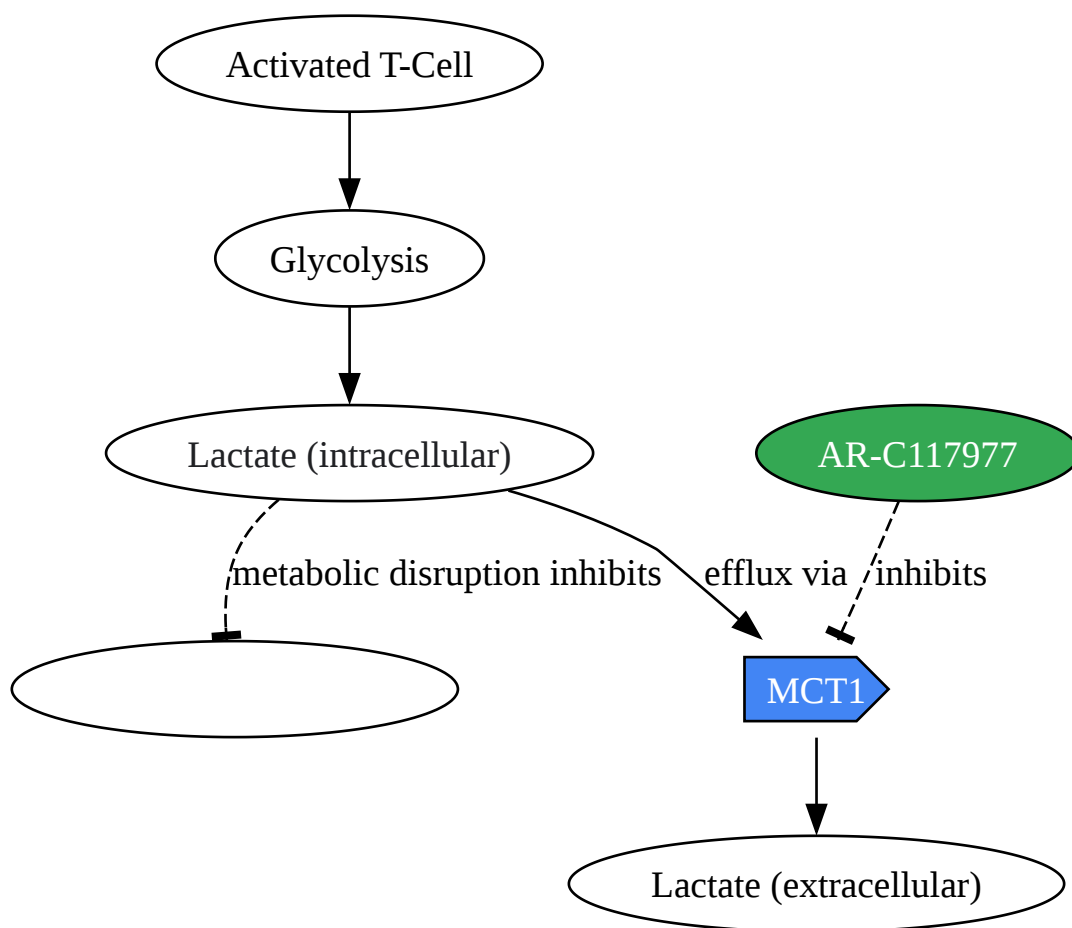 Activated T-Cell
Glycolysis
Lactate (intracellular)
AR-C117977
metabolic disruption inhibits
efflux via
inhibits
MCT1
Lactate (extracellular)